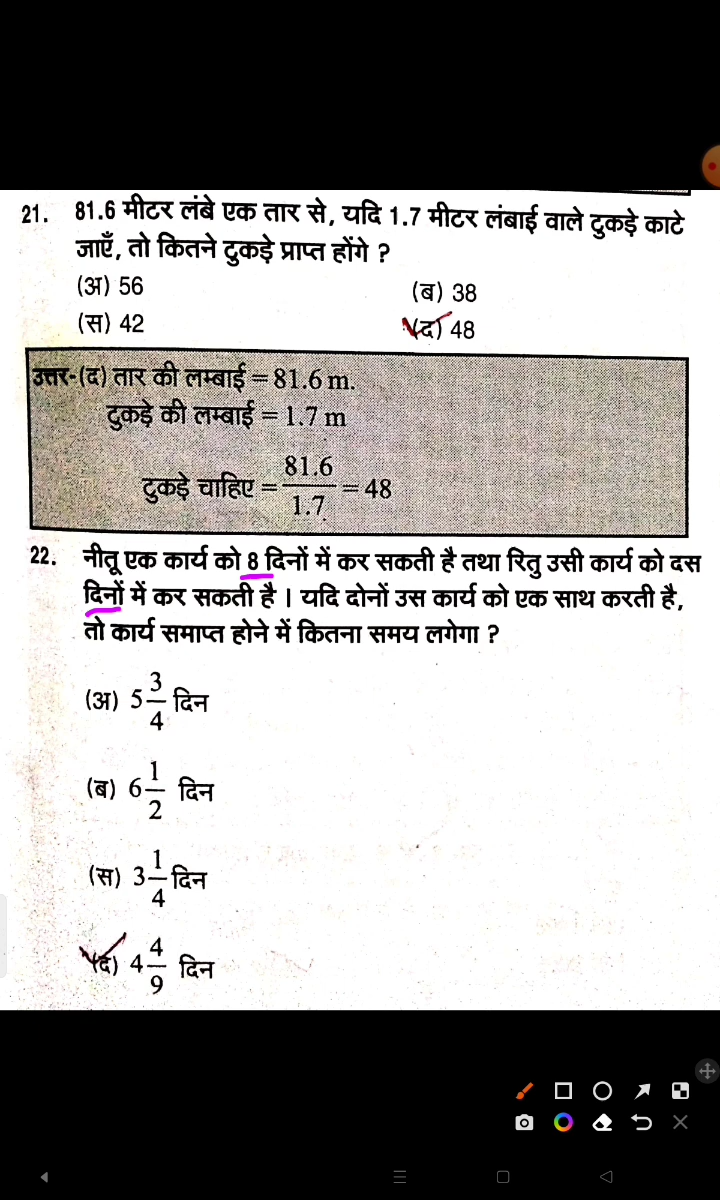 21. 81.6 मीटर लंबे एक तार से, यदि 1.7 मीटर लंबाई वाले टुकड़े काटे
जाएँ, तो कितने टुकड़े प्राप्त होंगे ?
(अ) 56 (ब) 38
(स) 42 (द) 48
उत्तर-(द) तार की लम्बाई = 81.6 m.
टुकड़े की लम्बाई = 1.7 m
टुकड़े चाहिए = 81.6/1.7 = 48
22. नीतू एक कार्य को 8 दिनों में कर सकती है तथा रितु उसी कार्य को दस
दिनों में कर सकती है । यदि दोनों उस कार्य को एक साथ करती है,
तो कार्य समाप्त होने में कितना समय लगेगा ?
(अ) 5 3/4 दिन
(ब) 6 1/2 दिन
(स) 3 1/4 दिन
(द) 4 4/9 दिन